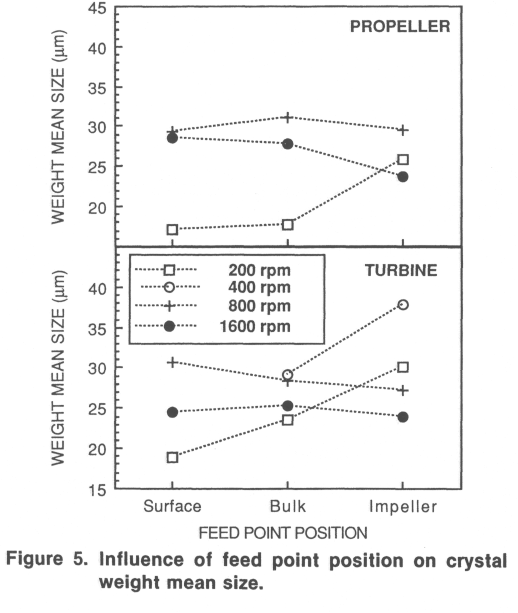 45
PROPELLER
40
35
30
25
20
WEIGHT MEAN SIZE (µm)
200 rpm
400 rpm
800 rpm
1600 rpm
TURBINE
40
35
30
25
20
15
WEIGHT MEAN SIZE (µm)
Surface Bulk Impeller
FEED POINT POSITION
Figure 5. Influence of feed point position on crystal
weight mean size.